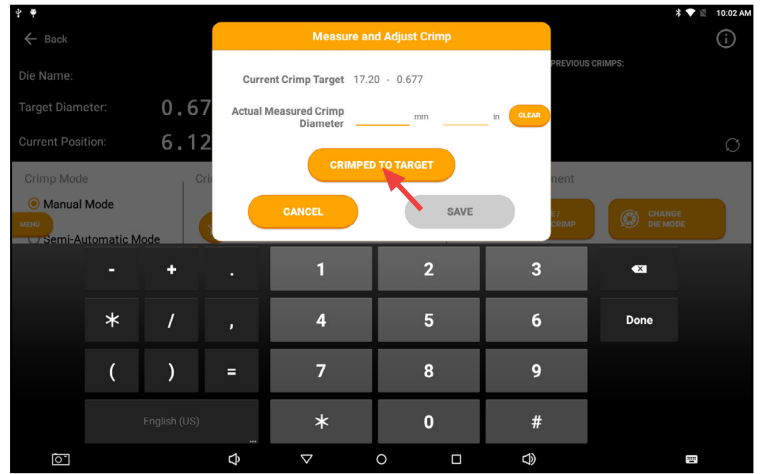 10:02 AM
Back
Measure and Adjust Crimp
PREVIOUS CRIMPS:
Die Name:
Current Crimp Target 17.20 - 0.677
Target Diameter: 0.67
Actual Measured Crimp Diameter mm in CLEAR
Current Position: 6.12
CRIMPED TO TARGET
Crimp Mode
Manual Mode
CANCEL SAVE
CRIMP
CHANGE DIE MODE
MENU
Semi-Automatic Mode
- + . 1 2 3
* / , 4 5 6 Done
( ) = 7 8 9
English (US) ... * 0 #